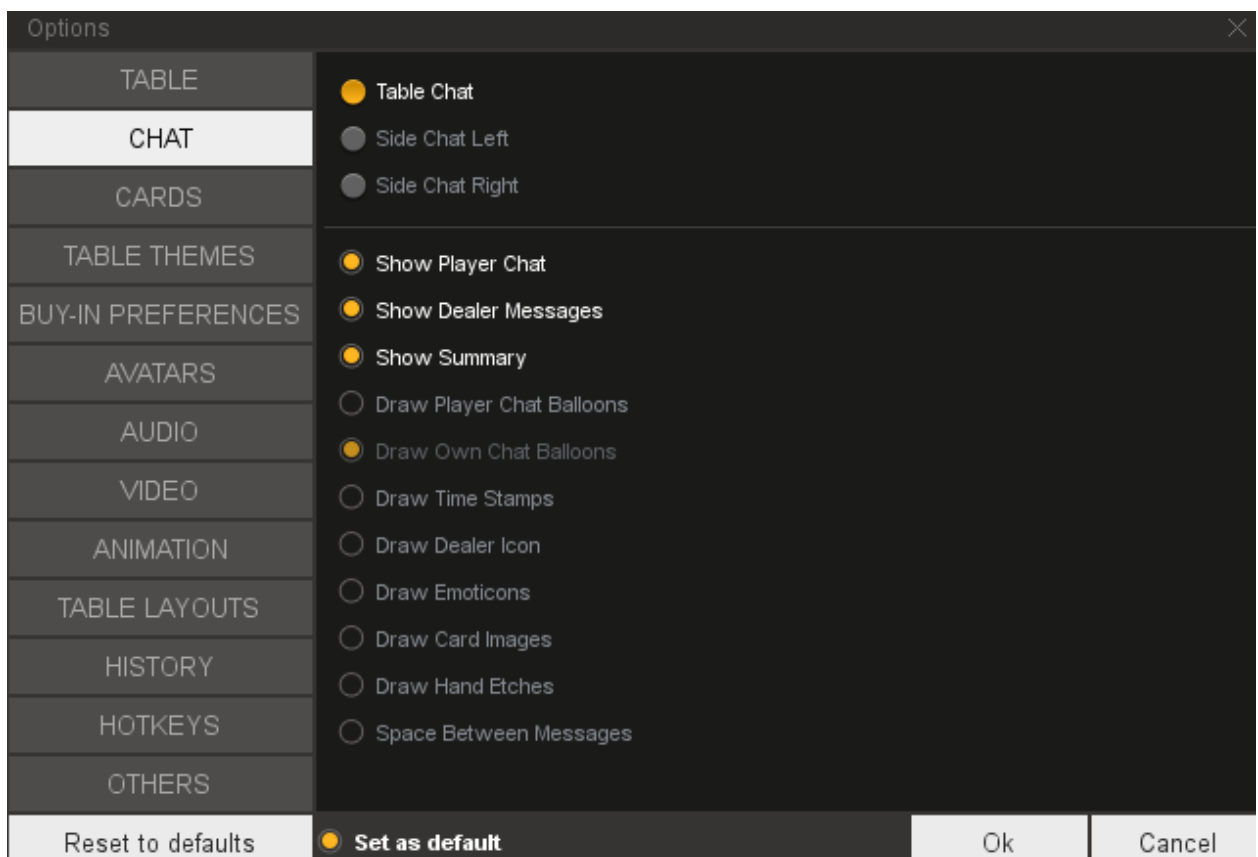 Options
TABLE
CHAT
CARDS
TABLE THEMES
BUY-IN PREFERENCES
AVATARS
AUDIO
VIDEO
ANIMATION
TABLE LAYOUTS
HISTORY
HOTKEYS
OTHERS
Table Chat
Side Chat Left
Side Chat Right
Show Player Chat
Show Dealer Messages
Show Summary
Draw Player Chat Balloons
Draw Own Chat Balloons
Draw Time Stamps
Draw Dealer Icon
Draw Emoticons
Draw Card Images
Draw Hand Etches
Space Between Messages
Reset to defaults
Set as default
Ok
Cancel